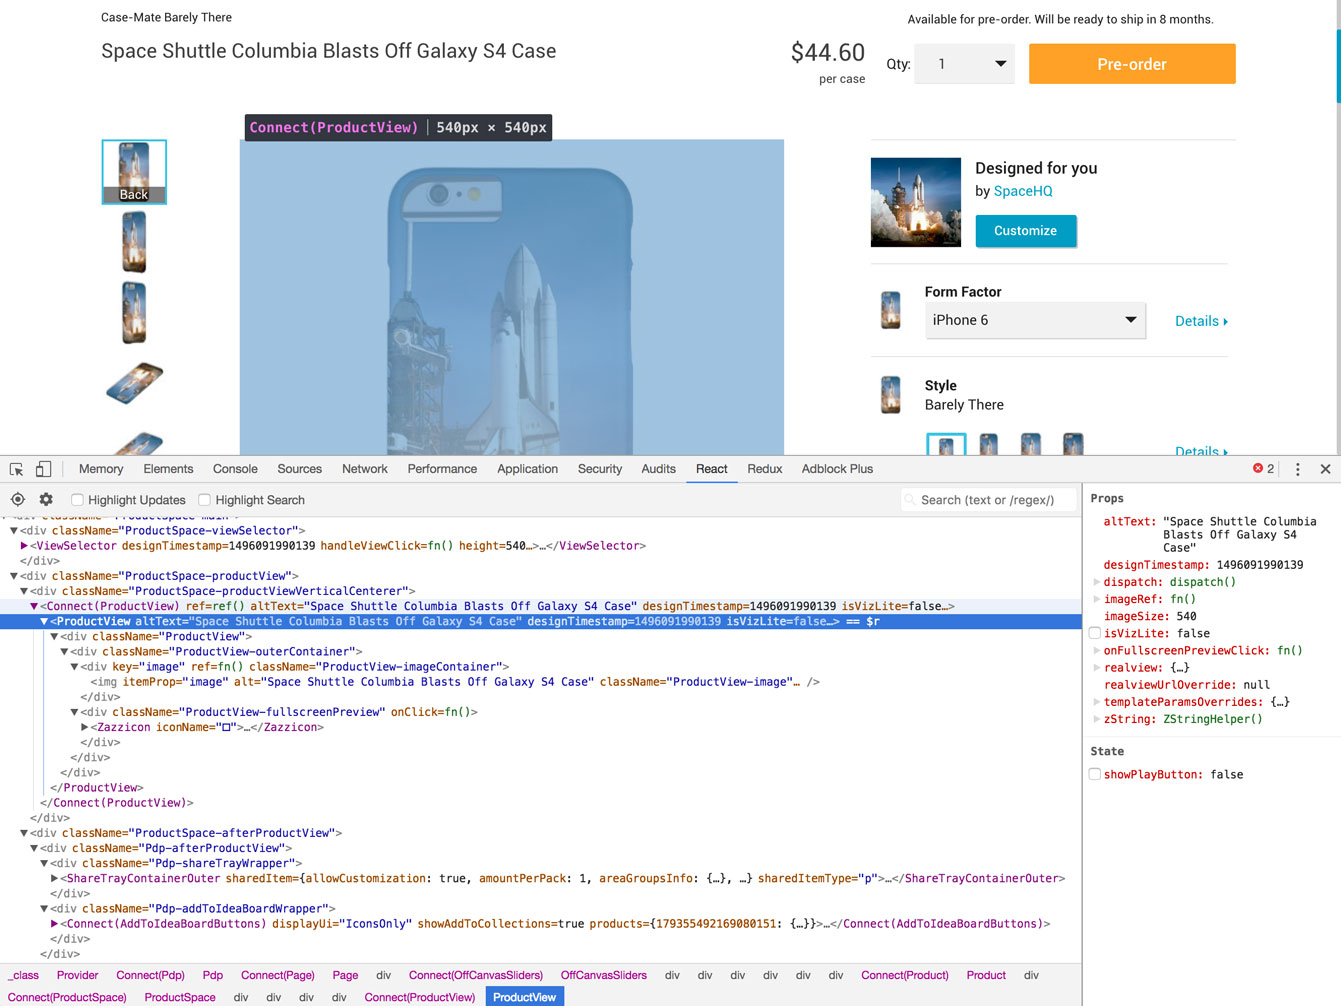 Case-Mate Barely There
Available for pre-order. Will be ready to ship in 8 months.
Space Shuttle Columbia Blasts Off Galaxy S4 Case
$44.60
per case
Qty: 1
Pre-order
Connect(ProductView) | 540px × 540px
Back
Designed for you
by SpaceHQ
Customize
Form Factor
iPhone 6
Details
Style
Barely There
Details
Memory Elements Console Sources Network Performance Application Security Audits React Redux Adblock Plus 2
Highlight Updates Highlight Search Search (text or /regex/)
<div className="ProductSpace-viewSelector">
<ViewSelector designTimestamp=1496091990139 handleViewClick=fn() height=540…>…</ViewSelector>
</div>
<div className="ProductSpace-productView">
<div className="ProductSpace-productViewVerticalCenterer">
<Connect(ProductView) ref=ref() altText="Space Shuttle Columbia Blasts Off Galaxy S4 Case" designTimestamp=1496091990139 isVizLite=false…>
<ProductView altText="Space Shuttle Columbia Blasts Off Galaxy S4 Case" designTimestamp=1496091990139 isVizLite=false…> == $r
<div className="ProductView">
<div className="ProductView-outerContainer">
<div key="image" ref=fn() className="ProductView-imageContainer">
<img itemProp="image" alt="Space Shuttle Columbia Blasts Off Galaxy S4 Case" className="ProductView-image"… />
</div>
<div className="ProductView-fullscreenPreview" onClick=fn()>
<Zazzicon iconName="□">…</Zazzicon>
</div>
</div>
</div>
</ProductView>
</Connect(ProductView)>
</div>
<div className="ProductSpace-afterProductView">
<div className="Pdp-afterProductView">
<div className="Pdp-shareTrayWrapper">
<ShareTrayContainerOuter sharedItem={allowCustomization: true, amountPerPack: 1, areaGroupsInfo: {…}, …} sharedItemType="p">…</ShareTrayContainerOuter>
</div>
<div className="Pdp-addToIdeaBoardWrapper">
<Connect(AddToIdeaBoardButtons) displayUi="IconsOnly" showAddToCollections=true products={179355492169080151: {…}}>…</Connect(AddToIdeaBoardButtons)>
</div>
</div>
Props
altText: "Space Shuttle Columbia
Blasts Off Galaxy S4
Case"
designTimestamp: 1496091990139
dispatch: dispatch()
imageRef: fn()
imageSize: 540
isVizLite: false
onFullscreenPreviewClick: fn()
realview: {…}
realviewUrlOverride: null
templateParamsOverrides: {…}
zString: ZStringHelper()
State
showPlayButton: false
_class Provider Connect(Pdp) Pdp Connect(Page) Page div Connect(OffCanvasSliders) OffCanvasSliders div div div div div div Connect(Product) Product div
Connect(ProductSpace) ProductSpace div div div div Connect(ProductView) ProductView